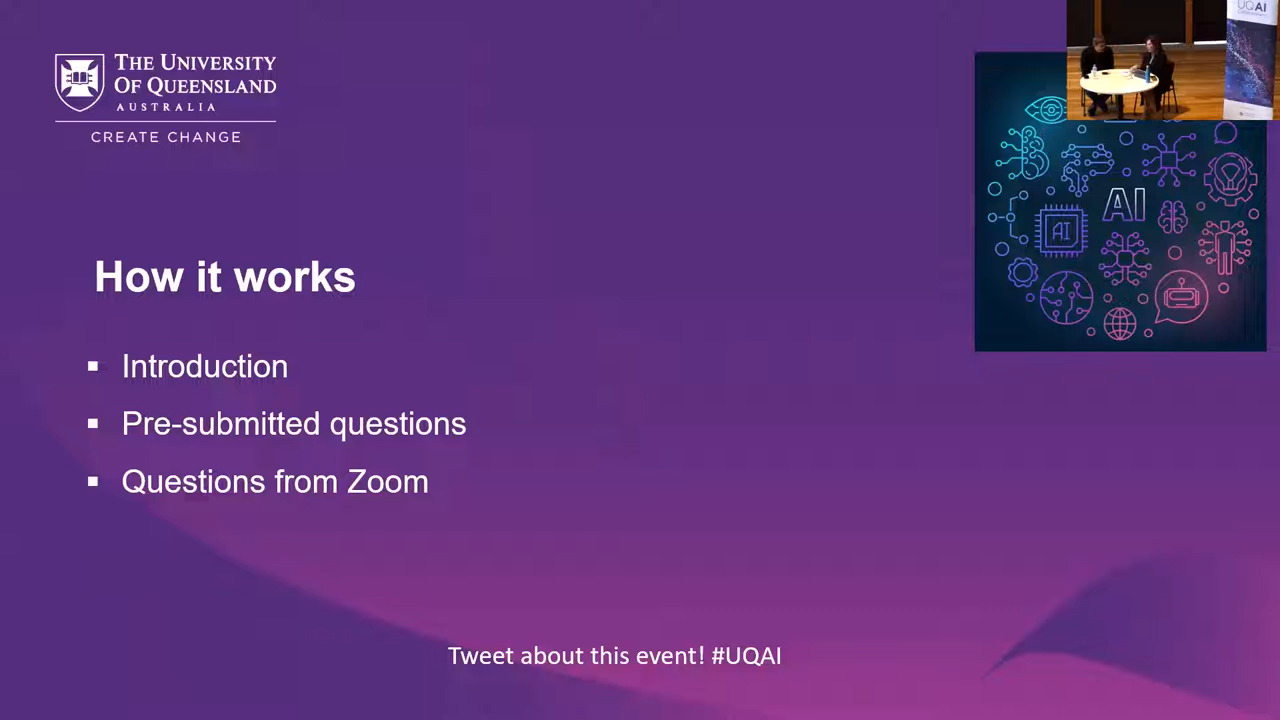 THE UNIVERSITY
OF QUEENSLAND
AUSTRALIA
CREATE CHANGE
UQAI
AI
AI
How it works
Introduction
Pre-submitted questions
Questions from Zoom
Tweet about this event! #UQAI